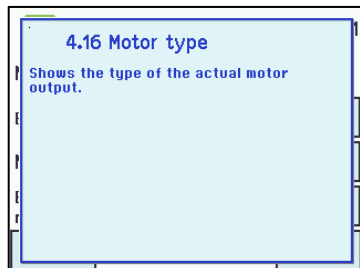 4.16 Motor type
Shows the type of the actual motor
output.